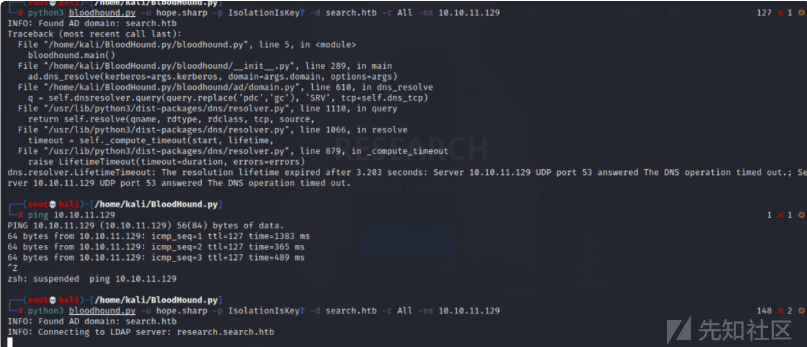 └─# python3 bloodhound.py -u hope.sharp -p IsolationIsKey? -d search.htb -c All -ns 10.10.11.129 127 ⨯ 1 ⚙
INFO: Found AD domain: search.htb
Traceback (most recent call last):
File "/home/kali/BloodHound.py/bloodhound.py", line 5, in <module>
bloodhound.main()
File "/home/kali/BloodHound.py/bloodhound/__init__.py", line 289, in main
ad.dns_resolve(kerberos=args.kerberos, domain=args.domain, options=args)
File "/home/kali/BloodHound.py/bloodhound/ad/domain.py", line 610, in dns_resolve
q = self.dnsresolver.query(query.replace('pdc','gc'), 'SRV', tcp=self.dns_tcp)
File "/usr/lib/python3/dist-packages/dns/resolver.py", line 1110, in query
return self.resolve(qname, rdtype, rdclass, tcp, source,
File "/usr/lib/python3/dist-packages/dns/resolver.py", line 1066, in resolve
timeout = self._compute_timeout(start, lifetime,
File "/usr/lib/python3/dist-packages/dns/resolver.py", line 879, in _compute_timeout
raise LifetimeTimeout(timeout=duration, errors=errors)
dns.resolver.LifetimeTimeout: The resolution lifetime expired after 3.203 seconds: Server 10.10.11.129 UDP port 53 answered The DNS operation timed out.; Se
rver 10.10.11.129 UDP port 53 answered The DNS operation timed out.
RESEARCH
┌──(root💀kali)-[/home/kali/BloodHound.py]
└─# ping 10.10.11.129 1 ⨯ 1 ⚙
PING 10.10.11.129 (10.10.11.129) 56(84) bytes of data.
64 bytes from 10.10.11.129: icmp_seq=1 ttl=127 time=1383 ms
64 bytes from 10.10.11.129: icmp_seq=2 ttl=127 time=365 ms
64 bytes from 10.10.11.129: icmp_seq=3 ttl=127 time=489 ms
^Z
zsh: suspended ping 10.10.11.129
┌──(root💀kali)-[/home/kali/BloodHound.py]
└─# python3 bloodhound.py -u hope.sharp -p IsolationIsKey? -d search.htb -c All -ns 10.10.11.129 148 ⨯ 2 ⚙
INFO: Found AD domain: search.htb
INFO: Connecting to LDAP server: research.search.htb
先知社区